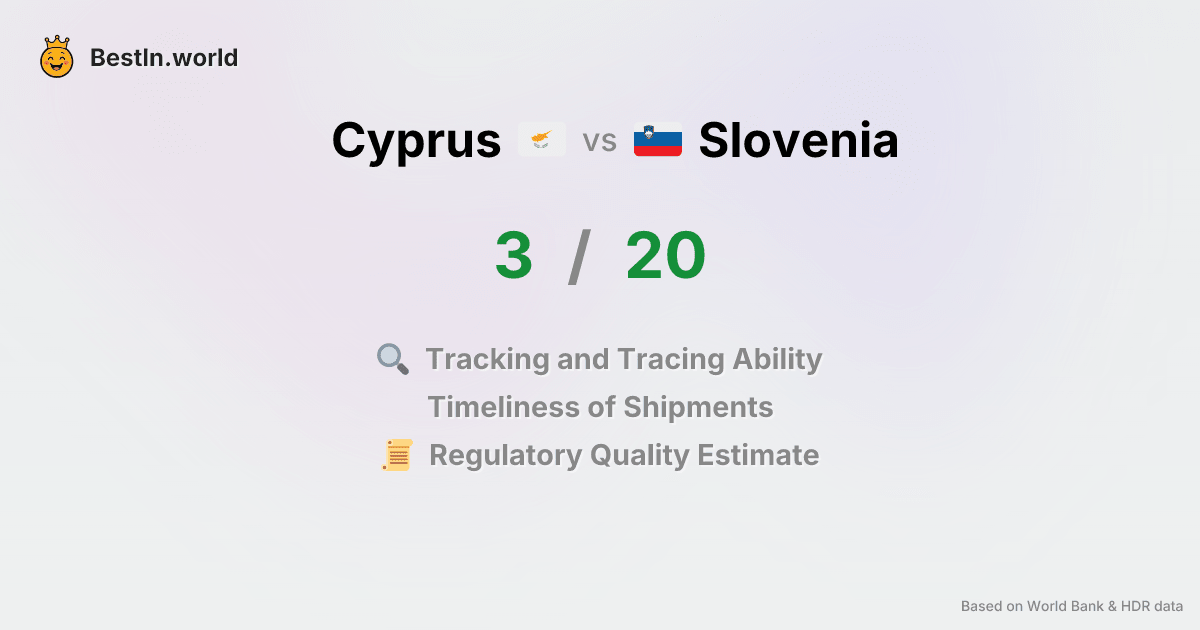 BestIn.world
Cyprus vs Slovenia
3 / 20
Tracking and Tracing Ability
Timeliness of Shipments
Regulatory Quality Estimate
Based on World Bank & HDR data